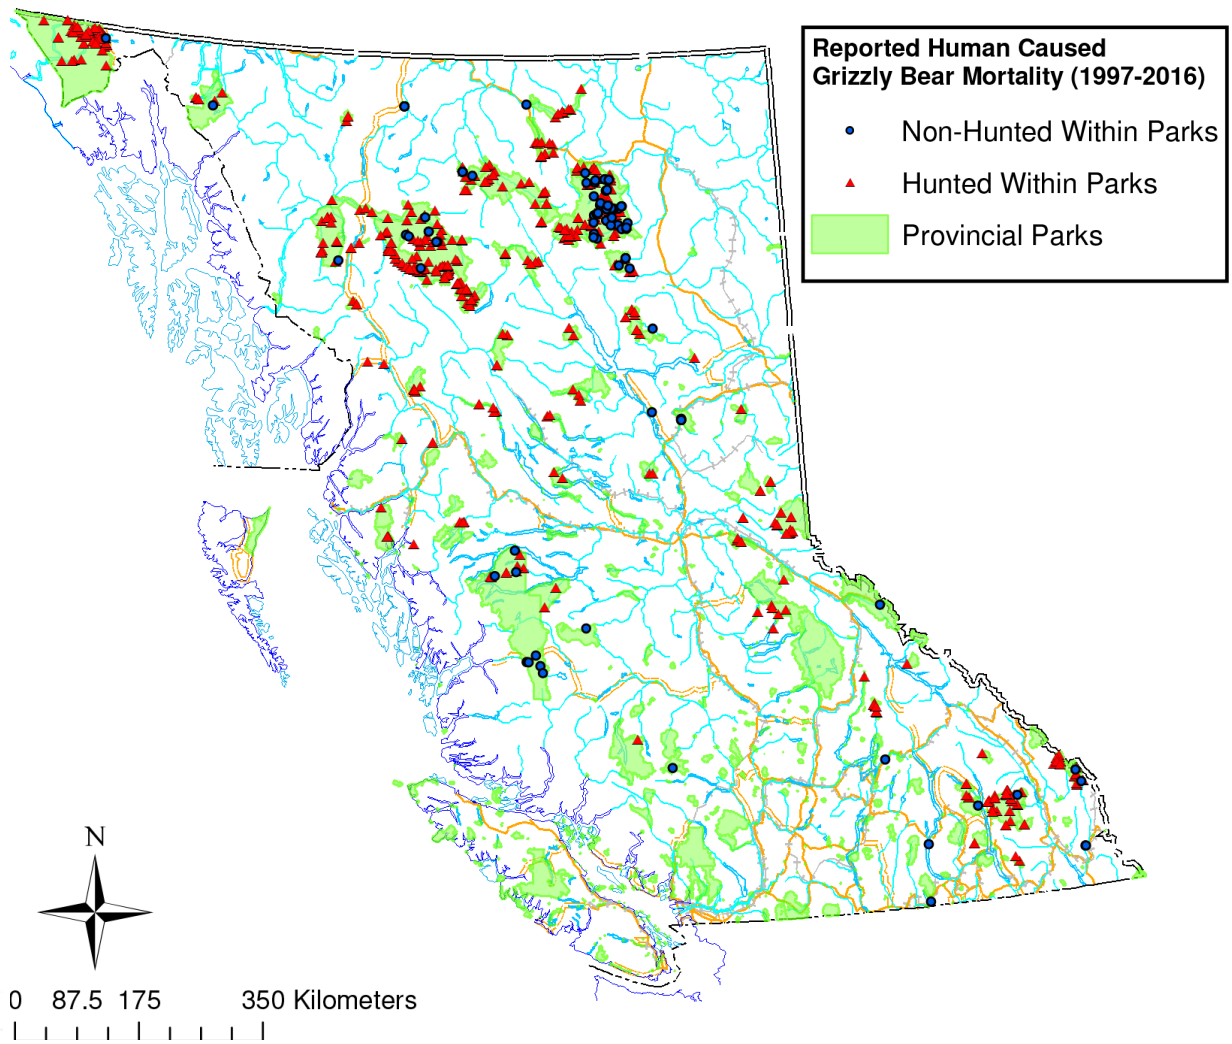 Reported Human Caused
Grizzly Bear Mortality (1997-2016)
Non-Hunted Within Parks
Hunted Within Parks
Provincial Parks
N
0 87.5 175 350 Kilometers